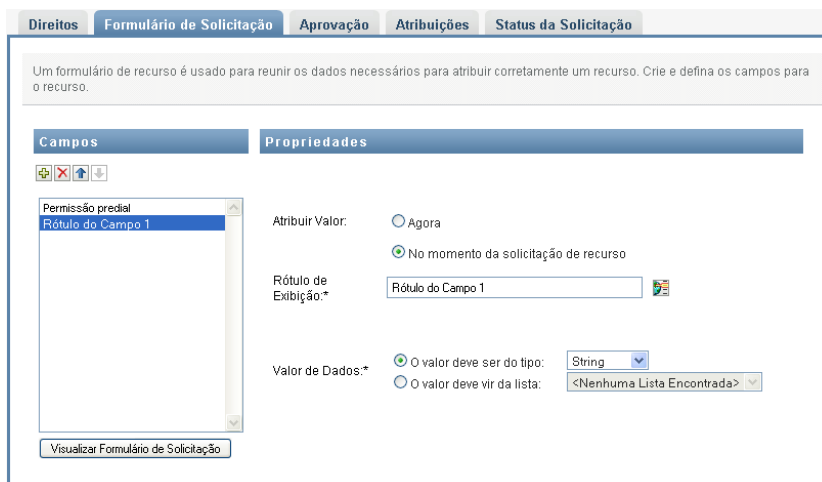 Direitos Formulário de Solicitação Aprovação Atribuições Status da Solicitação
Um formulário de recurso é usado para reunir os dados necessários para atribuir corretamente um recurso. Crie e defina os campos para
o recurso.
Campos
Propriedades
Permissão predial
Rótulo do Campo 1
Atribuir Valor:
Agora
No momento da solicitação de recurso
Rótulo de
Exibição:*
Rótulo do Campo 1
Valor de Dados:*
O valor deve ser do tipo: String
O valor deve vir da lista: <Nenhuma Lista Encontrada>
Visualizar Formulário de Solicitação